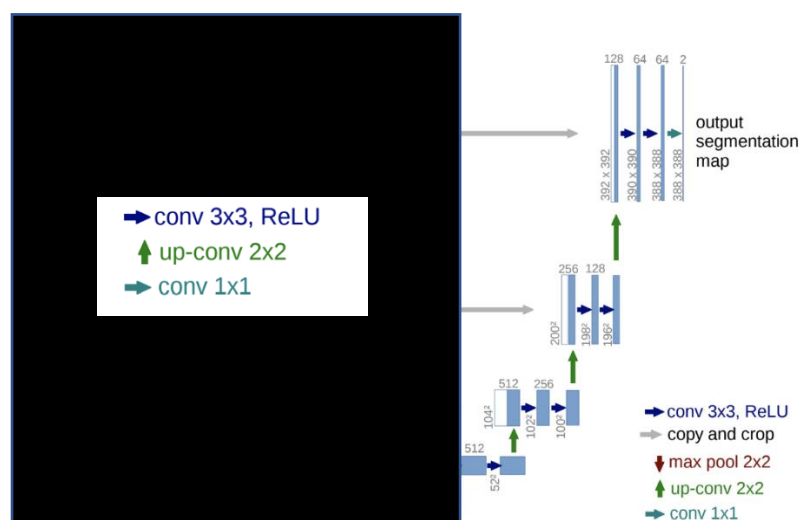 128 64 64 2
output
segmentation
map
392 x 392
390 x 390
388 x 388
388 x 388
conv 3x3, ReLU
up-conv 2x2
conv 1x1
256 128
200²
198²
196²
512 256
104²
102²
100²
512
52²
conv 3x3, ReLU
copy and crop
max pool 2x2
up-conv 2x2
conv 1x1